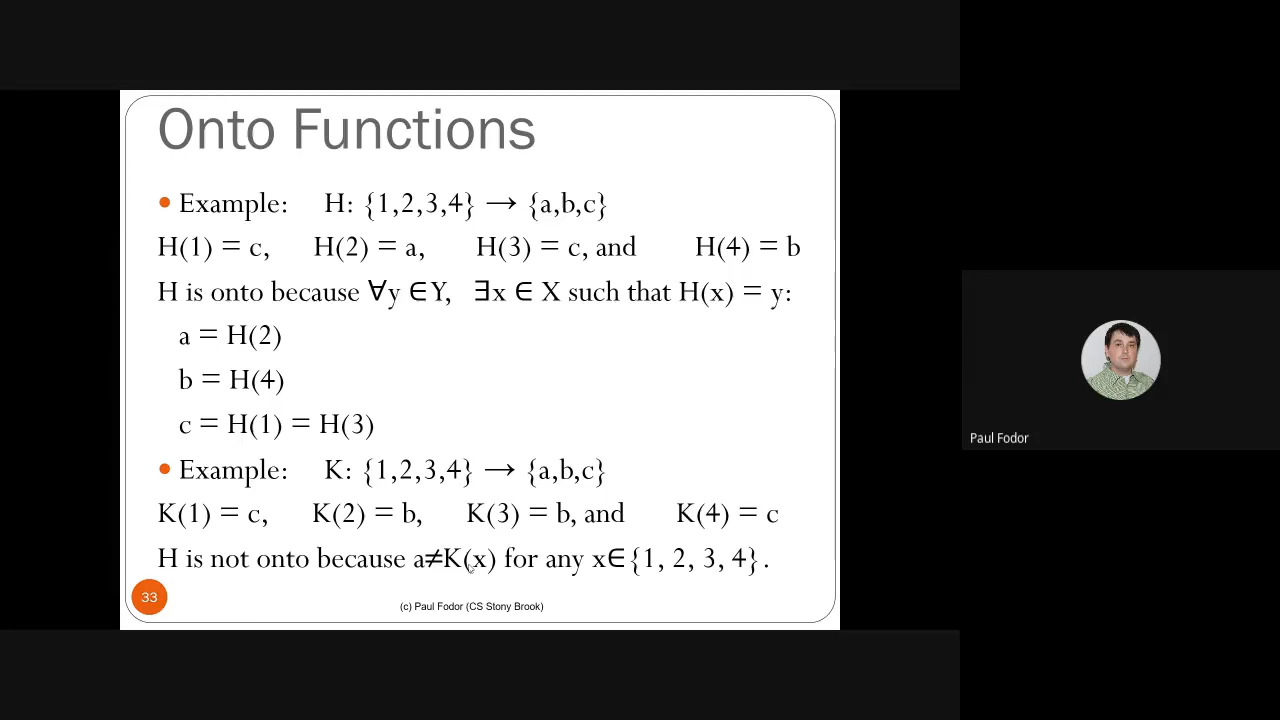 Onto Functions
• Example: H: {1,2,3,4} → {a,b,c}
H(1) = c, H(2) = a, H(3) = c, and H(4) = b
H is onto because ∀y ∈ Y, ∃x ∈ X such that H(x) = y:
a = H(2)
b = H(4)
c = H(1) = H(3)
• Example: K: {1,2,3,4} → {a,b,c}
K(1) = c, K(2) = b, K(3) = b, and K(4) = c
H is not onto because a≠K(x) for any x∈{1, 2, 3, 4}.
33
(c) Paul Fodor (CS Stony Brook)
Paul Fodor